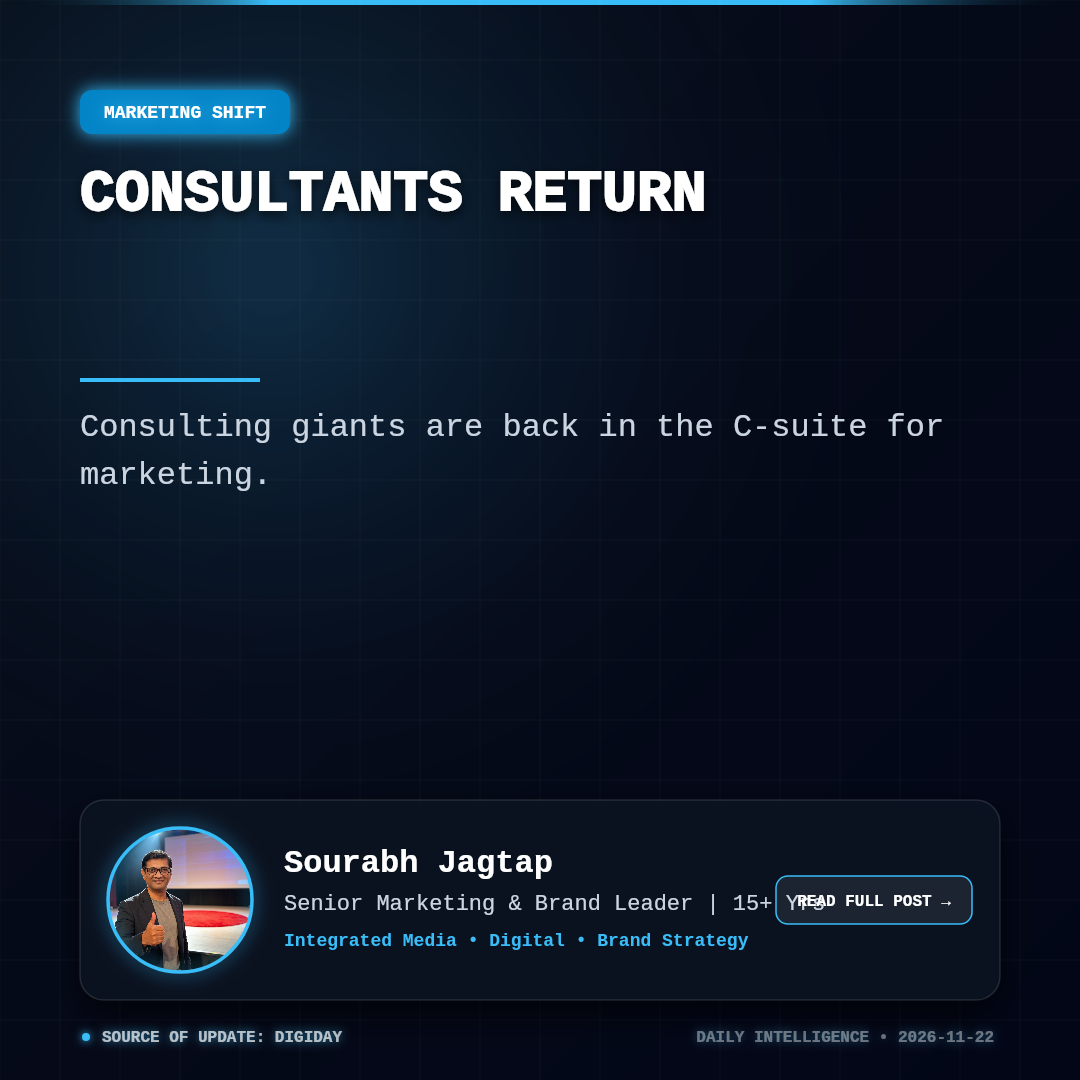 MARKETING SHIFT
CONSULTANTS RETURN
Consulting giants are back in the C-suite for
marketing.
Sourabh Jagtap
Senior Marketing & Brand Leader | 15+ Yrs
READ FULL POST →
Integrated Media • Digital • Brand Strategy
SOURCE OF UPDATE: DIGIDAY
DAILY INTELLIGENCE • 2026-11-22